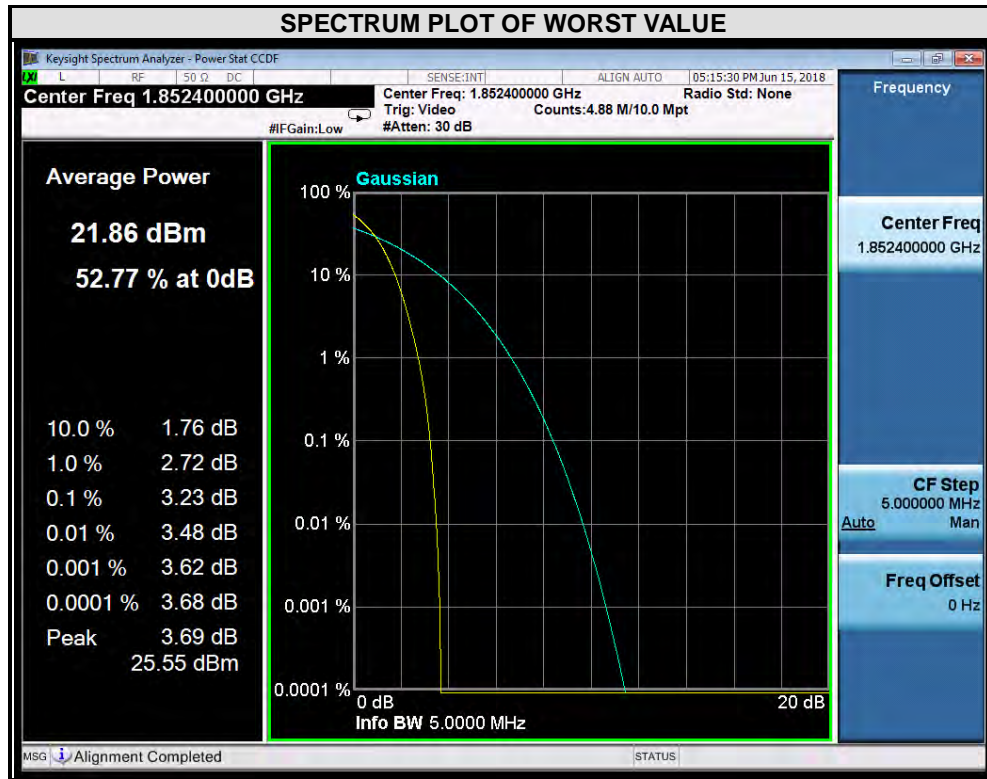 SPECTRUM PLOT OF WORST VALUE
Keysight Spectrum Analyzer - Power Stat CCDF
LXI L RF 50 Ω DC SENSE:INT ALIGN AUTO 05:15:30 PM Jun 15, 2018
Center Freq 1.852400000 GHz
Center Freq: 1.852400000 GHz Radio Std: None
Trig: Video Counts:4.88 M/10.0 Mpt
#IFGain:Low #Atten: 30 dB
Frequency
Average Power
21.86 dBm
52.77 % at 0dB
10.0 % 1.76 dB
1.0 % 2.72 dB
0.1 % 3.23 dB
0.01 % 3.48 dB
0.001 % 3.62 dB
0.0001 % 3.68 dB
Peak 3.69 dB
25.55 dBm
Gaussian
100 %
10 %
1 %
0.1 %
0.01 %
0.001 %
0.0001 %
0 dB 20 dB
Info BW 5.0000 MHz
Center Freq
1.852400000 GHz
CF Step
5.000000 MHz
Auto Man
Freq Offset
0 Hz
MSG Alignment Completed STATUS